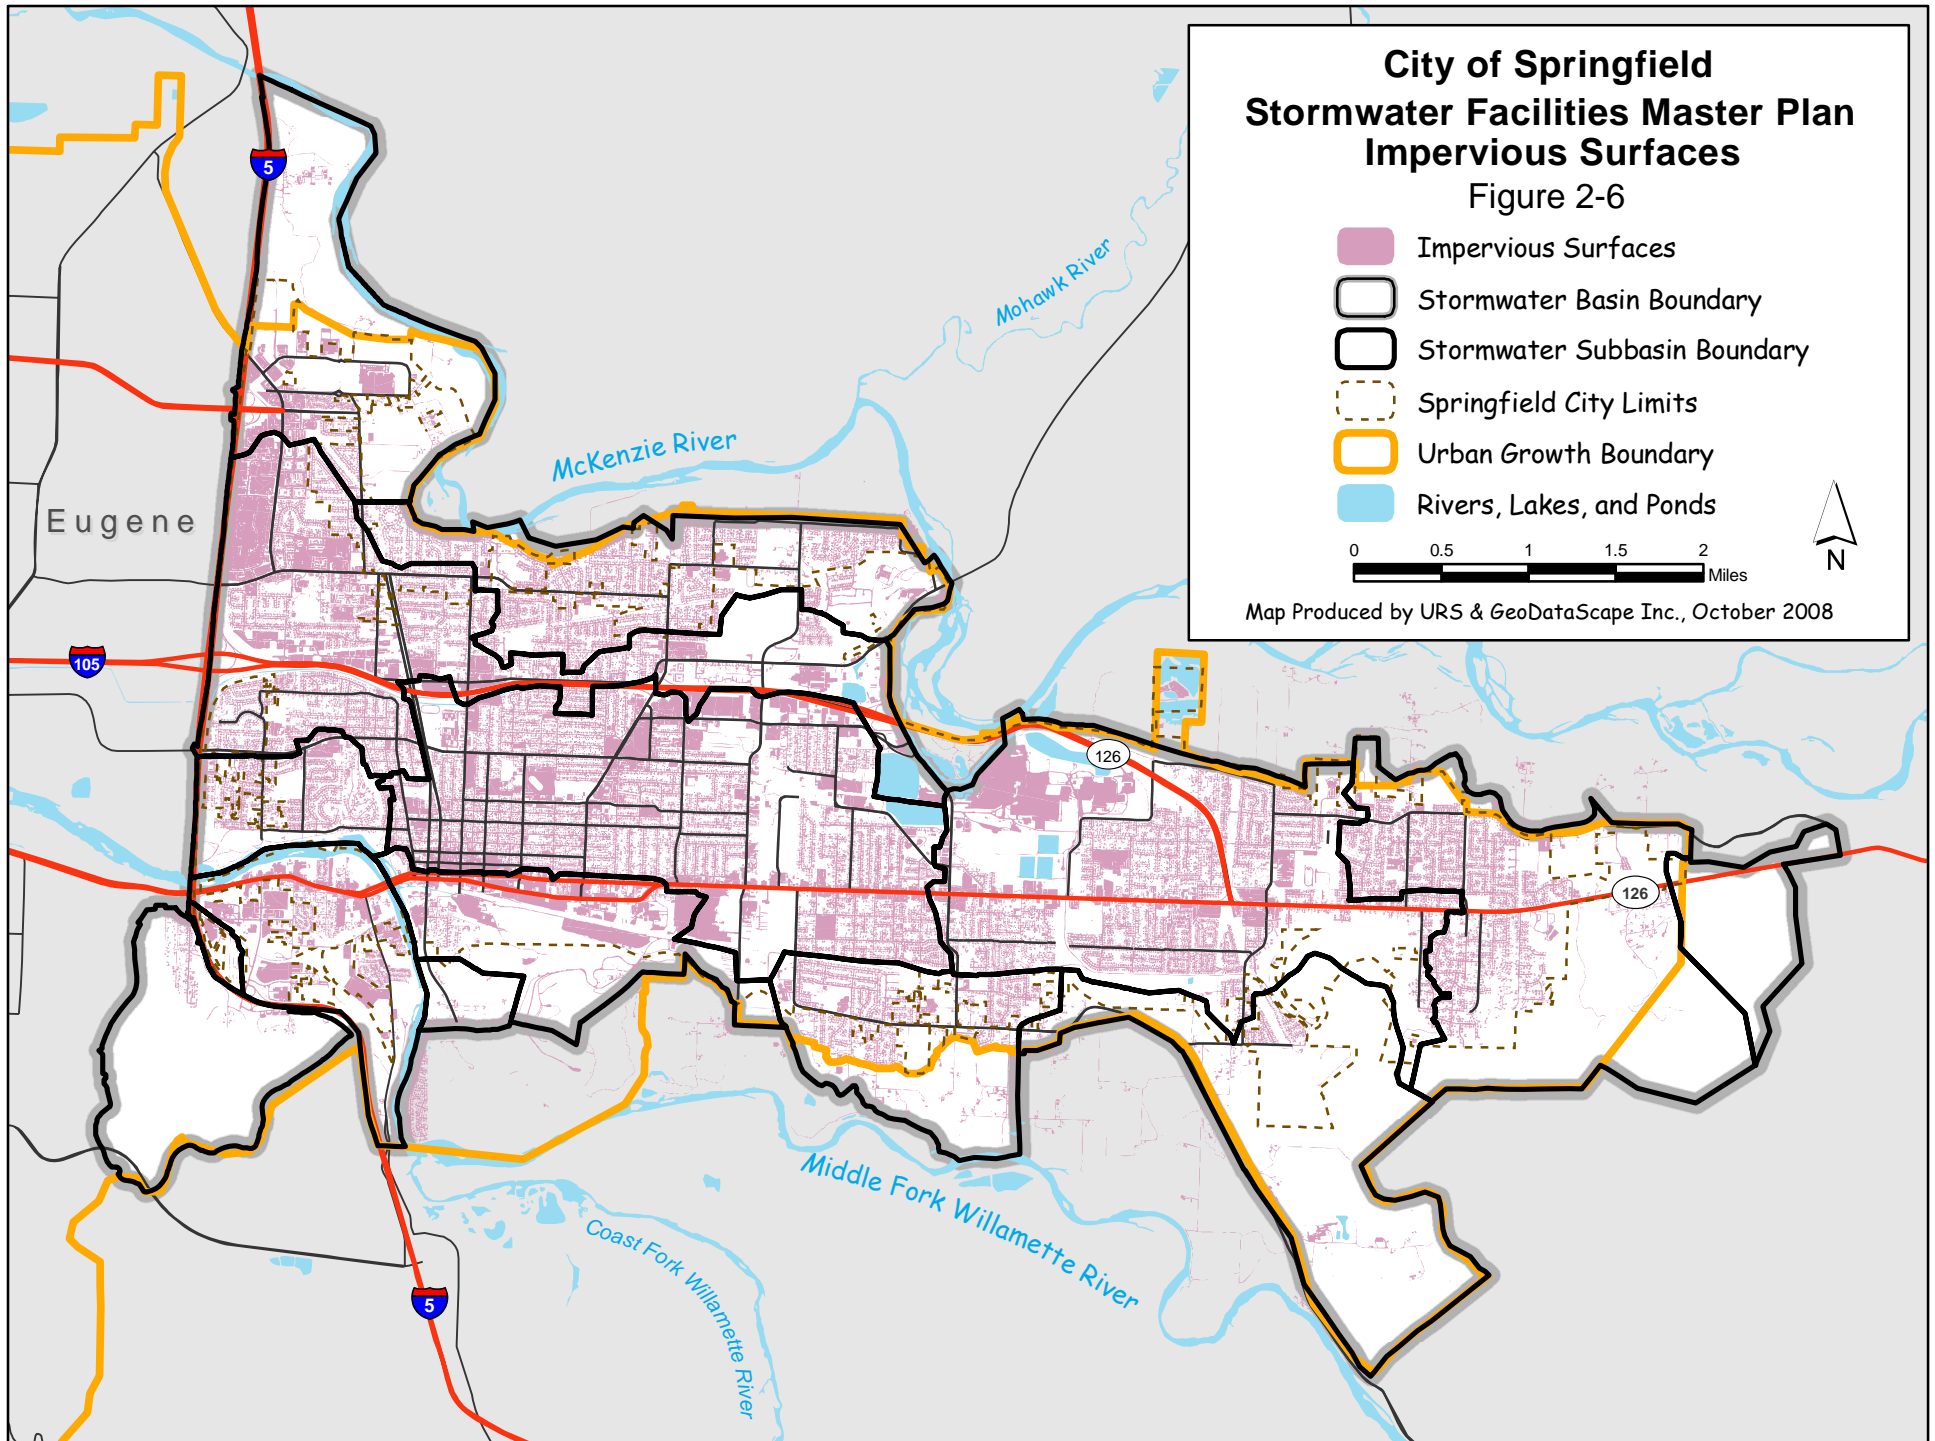 City of Springfield
Stormwater Facilities Master Plan
Impervious Surfaces
Figure 2-6
Impervious Surfaces
Stormwater Basin Boundary
Stormwater Subbasin Boundary
Springfield City Limits
Urban Growth Boundary
Rivers, Lakes, and Ponds
0 0.5 1 1.5 2
Miles
N
Map Produced by URS & GeoDataScape Inc., October 2008
5
Mohawk River
McKenzie River
Eugene
105
126
126
Middle Fork Willamette River
Coast Fork Willamette River
5